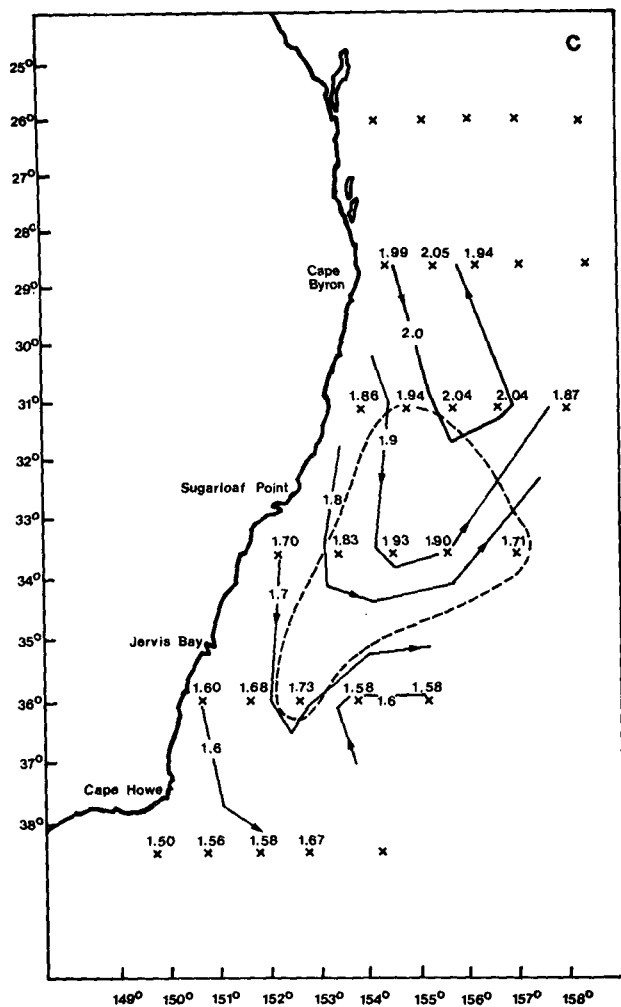 C
25°
26°
27°
28°
1.99 2.05 1.94
Cape
Byron
29°
2.0
30°
1.86 1.94 2.04 2.04 1.87
31°
1.9
32°
Sugarloaf Point
1.8
33°
1.70 1.83 1.93 1.90 1.71
34°
1.7
35°
Jervis Bay
1.60 1.68 1.73 1.58 1.58
36°
1.6
1.6
37°
Cape Howe
38°
1.50 1.56 1.58 1.67
149° 150° 151° 152° 153° 154° 155° 156° 157° 158°